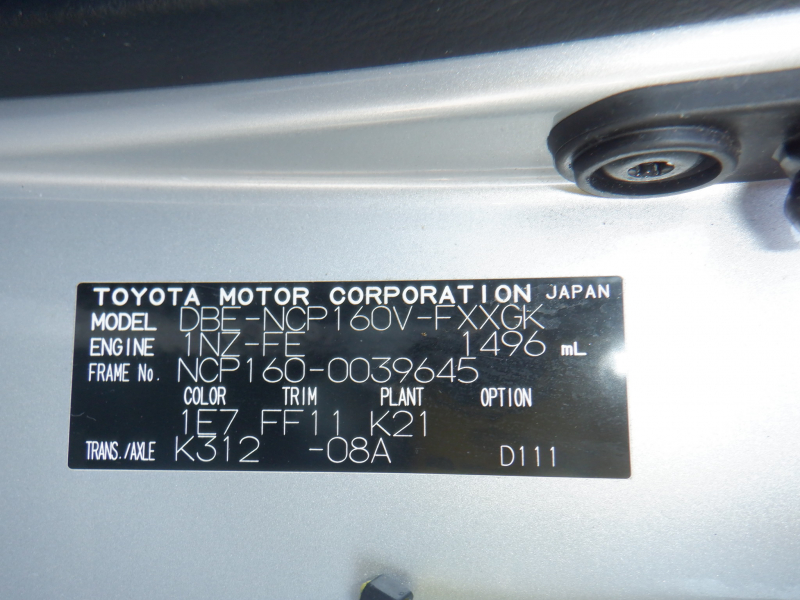 TOYOTA MOTOR CORPORATION JAPAN
MODEL DBE-NCP160V-FXXGK
ENGINE 1NZ-FE 1496 mL
FRAME No. NCP160-0039645
COLOR TRIM PLANT OPTION
1E7 FF11 K21
TRANS./AXLE K312 -08A D111